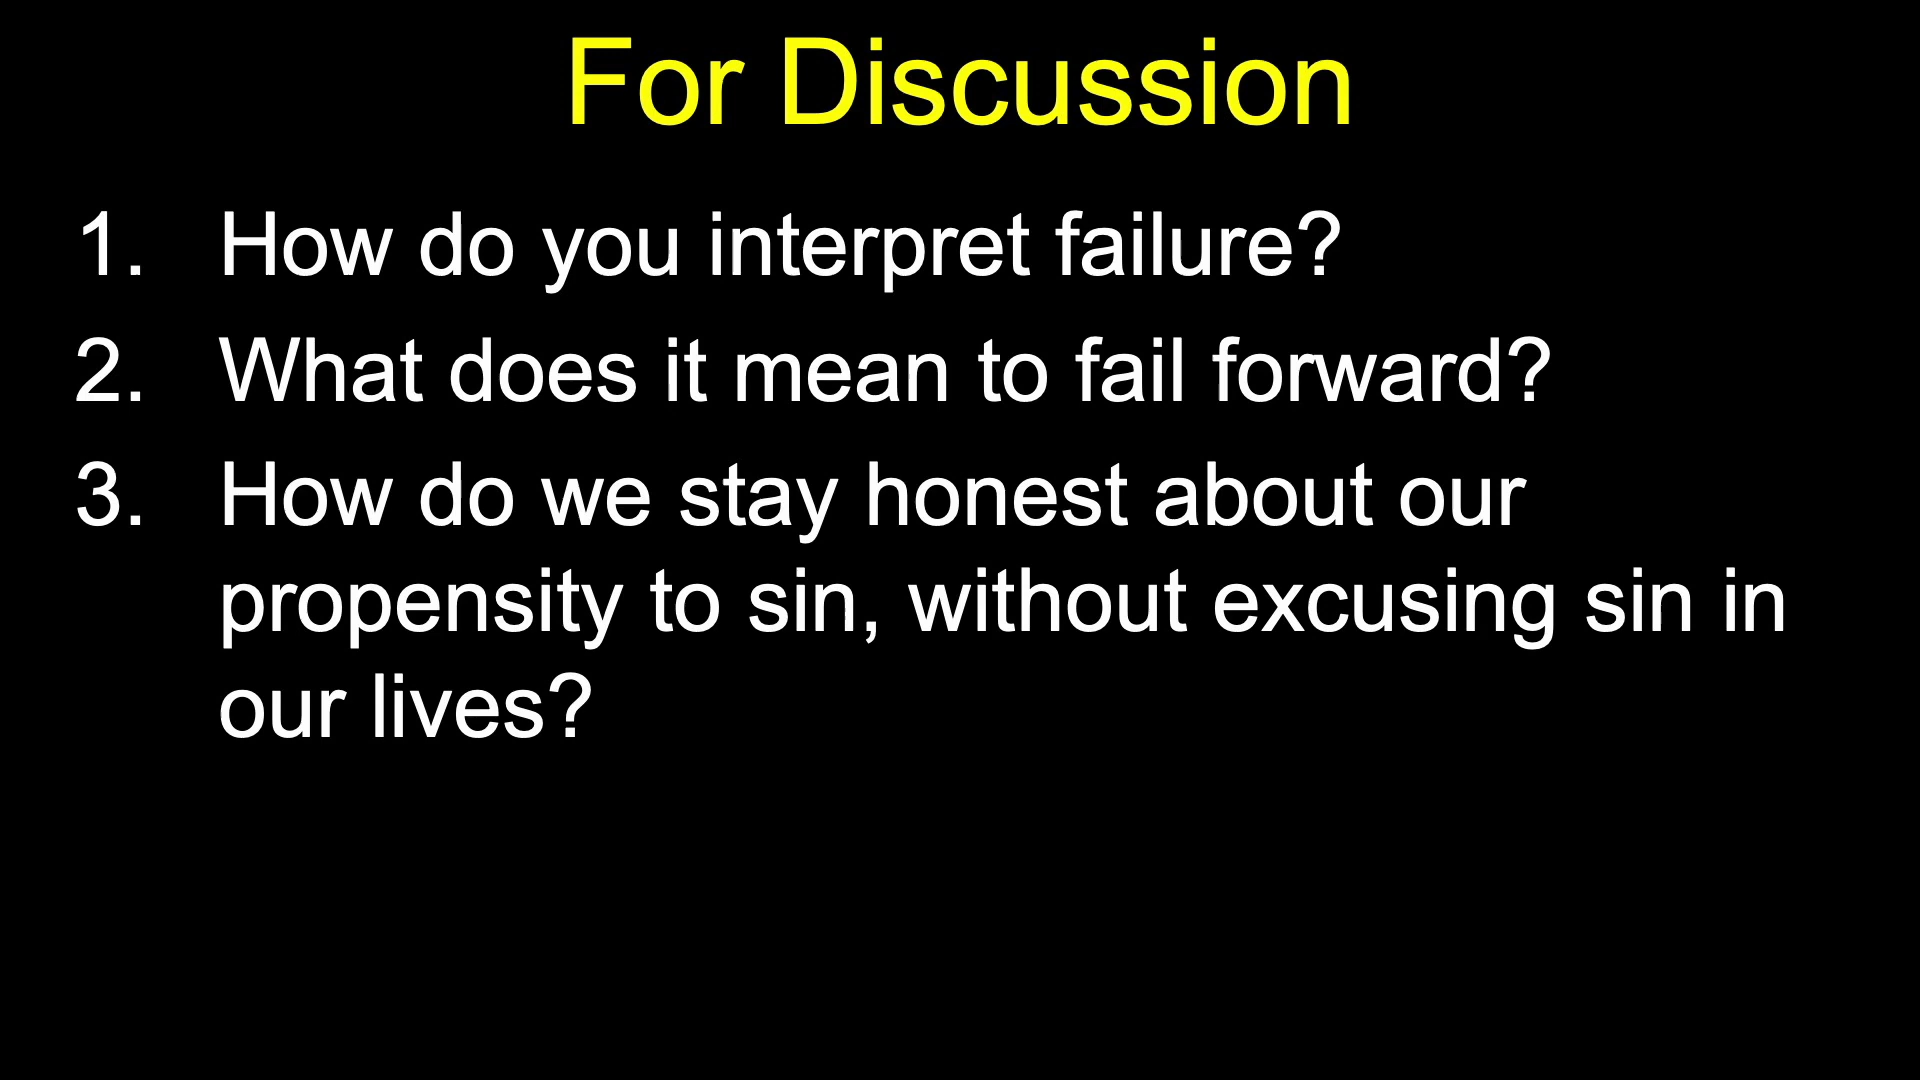 For Discussion
1. How do you interpret failure?
2. What does it mean to fail forward?
3. How do we stay honest about our
propensity to sin, without excusing sin in
our lives?